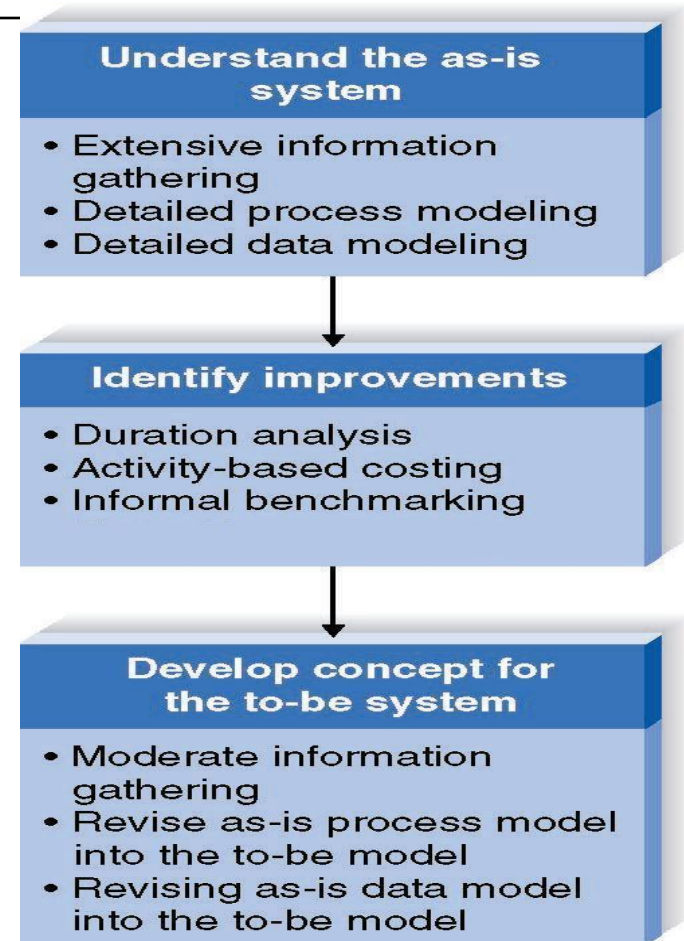 Understand the as-is
system
• Extensive information
gathering
• Detailed process modeling
• Detailed data modeling
Identify improvements
• Duration analysis
• Activity-based costing
• Informal benchmarking
Develop concept for
the to-be system
• Moderate information
gathering
• Revise as-is process model
into the to-be model
• Revising as-is data model
into the to-be model